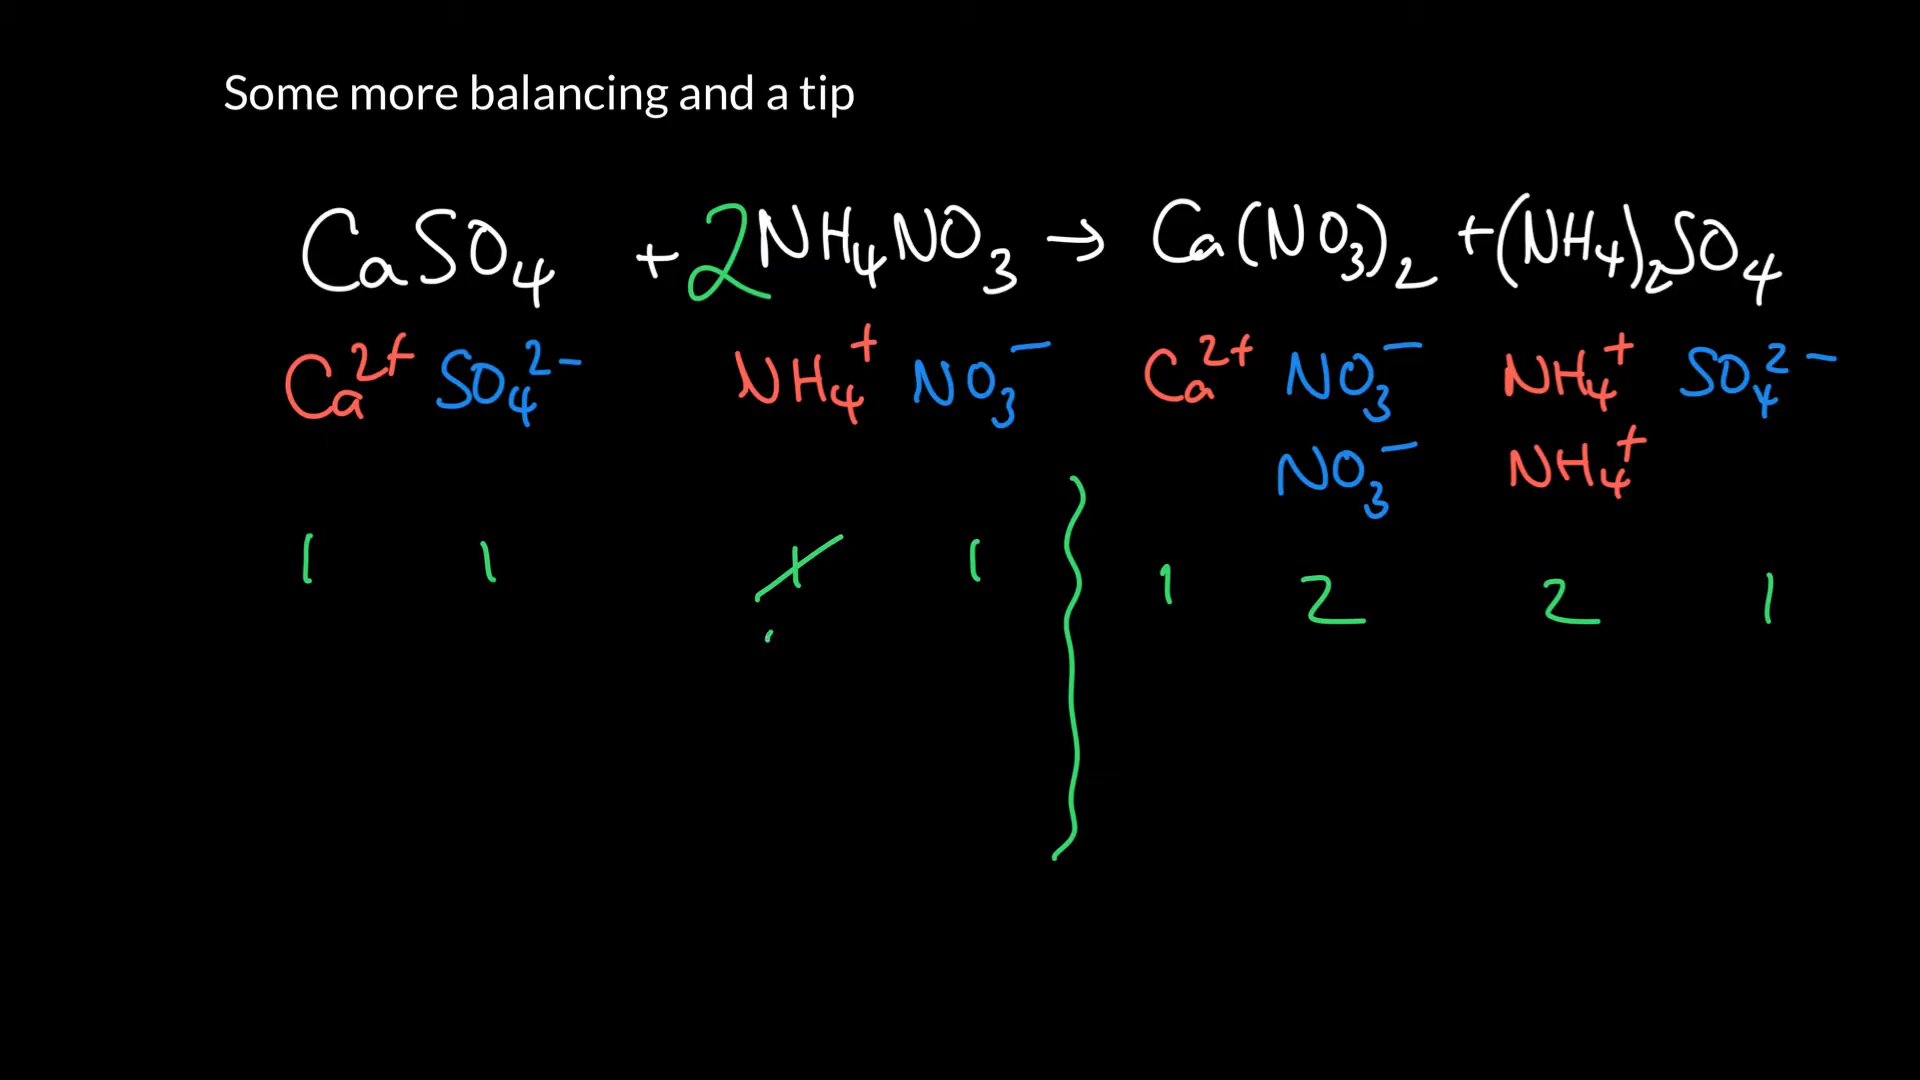 Some more balancing and a tip
CaSO₄ + 2NH₄NO₃ → Ca(NO₃)₂ + (NH₄)₂SO₄
Ca²⁺ SO₄²⁻ NH₄⁺ NO₃⁻ Ca²⁺ NO₃⁻ NH₄⁺ SO₄²⁻
NO₃⁻ NH₄⁺
1 1 1 1 1 2 2 1